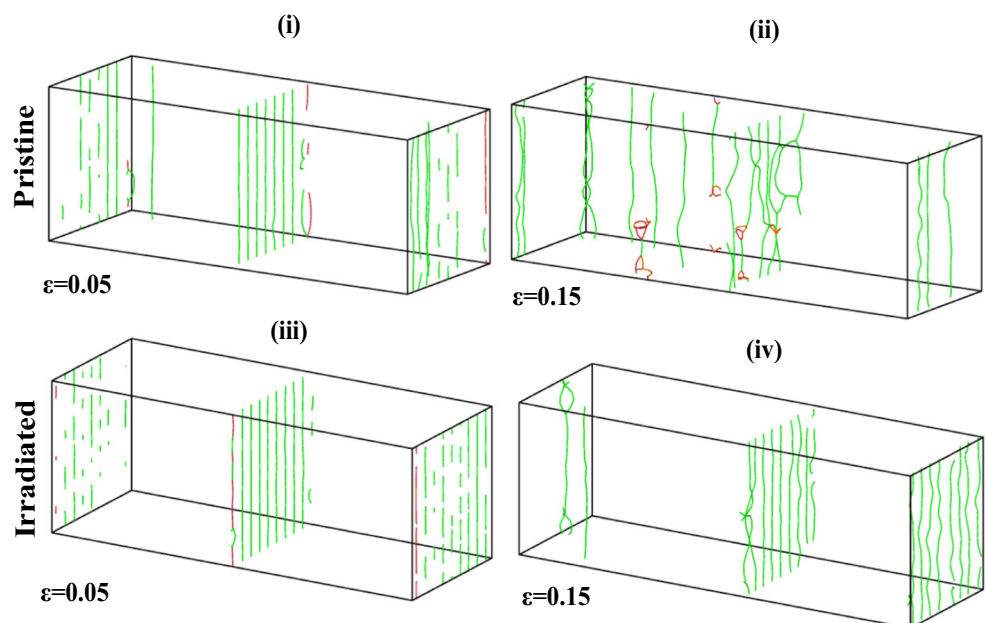 (i)
(ii)
Pristine
ε=0.05
ε=0.15
(iii)
(iv)
Irradiated
ε=0.05
ε=0.15